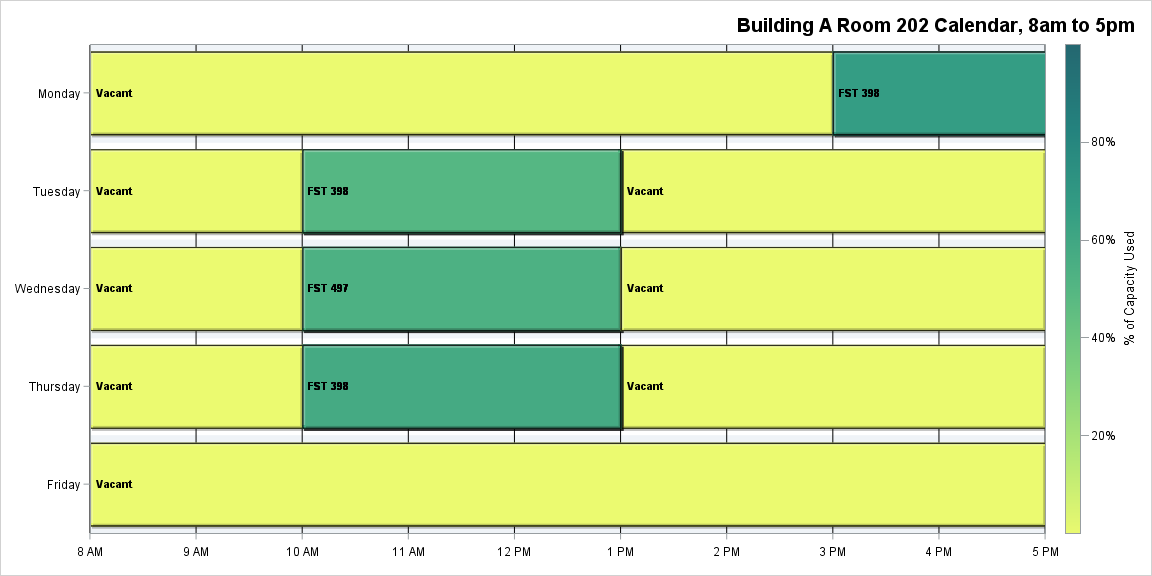 Building A Room 202 Calendar, 8am to 5pm
Monday
Vacant
FST 398
Tuesday
Vacant
FST 398
Vacant
Wednesday
Vacant
FST 497
Vacant
Thursday
Vacant
FST 398
Vacant
Friday
Vacant
8 AM
9 AM
10 AM
11 AM
12 PM
1 PM
2 PM
3 PM
4 PM
5 PM
80%
60%
40%
20%
% of Capacity Used